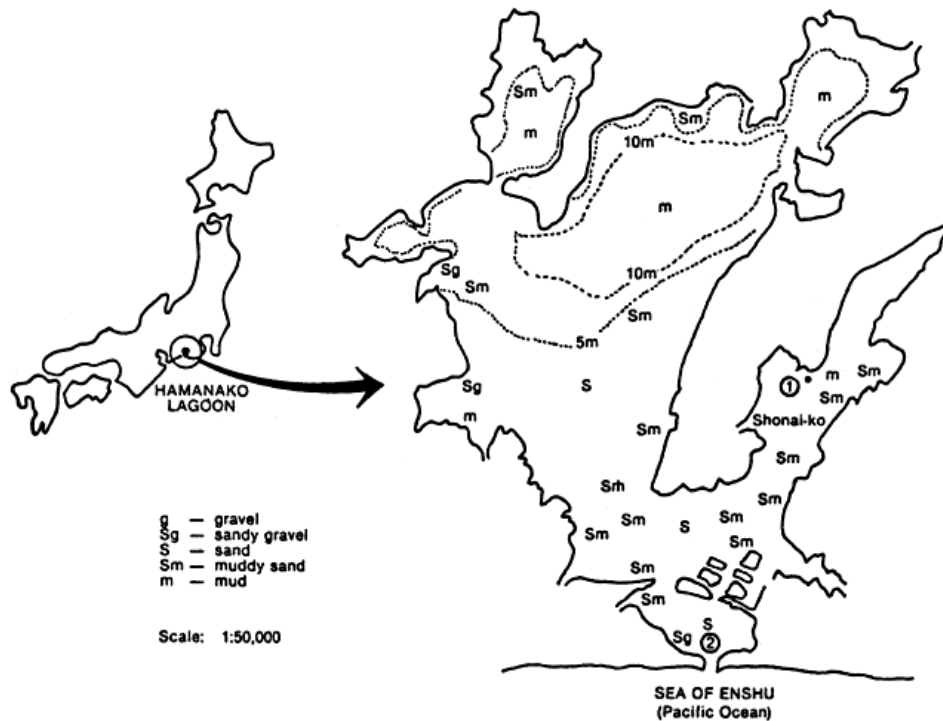 HAMANAKO
LAGOON
g — gravel
Sg — sandy gravel
S — sand
Sm — muddy sand
m — mud
Scale: 1:50,000
Sm
m
Sm
m
10m
m
10m
Sg
Sm
Sm
5m
S
Sg
m
Sm
1
m
Sm
Sm
Shonai-ko
Sm
Srh
Sm
Sm
Sm
S
Sm
Sm
Sm
Sm
S
Sg
2
SEA OF ENSHU
(Pacific Ocean)